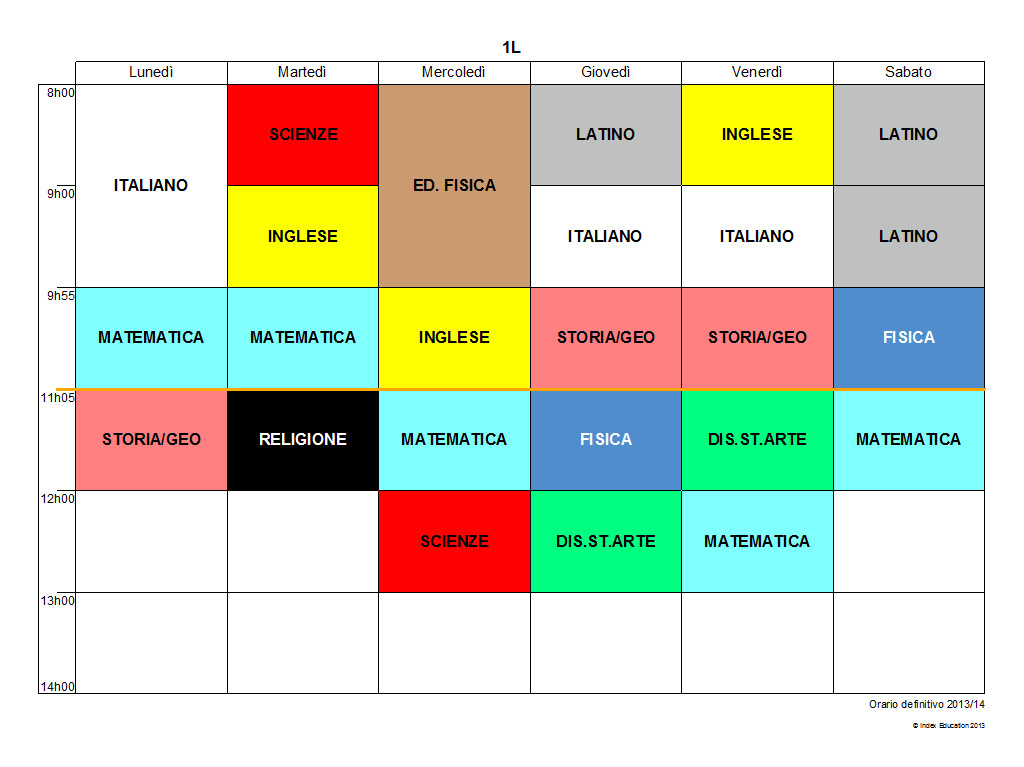 1L
Lunedì Martedì Mercoledì Giovedì Venerdì Sabato
8h00
SCIENZE LATINO INGLESE LATINO
ITALIANO ED. FISICA
9h00
INGLESE ITALIANO ITALIANO LATINO
9h55
MATEMATICA MATEMATICA INGLESE STORIA/GEO STORIA/GEO FISICA
11h05
STORIA/GEO RELIGIONE MATEMATICA FISICA DIS.ST.ARTE MATEMATICA
12h00
SCIENZE DIS.ST.ARTE MATEMATICA
13h00
14h00
Orario definitivo 2013/14
© Index Education 2013